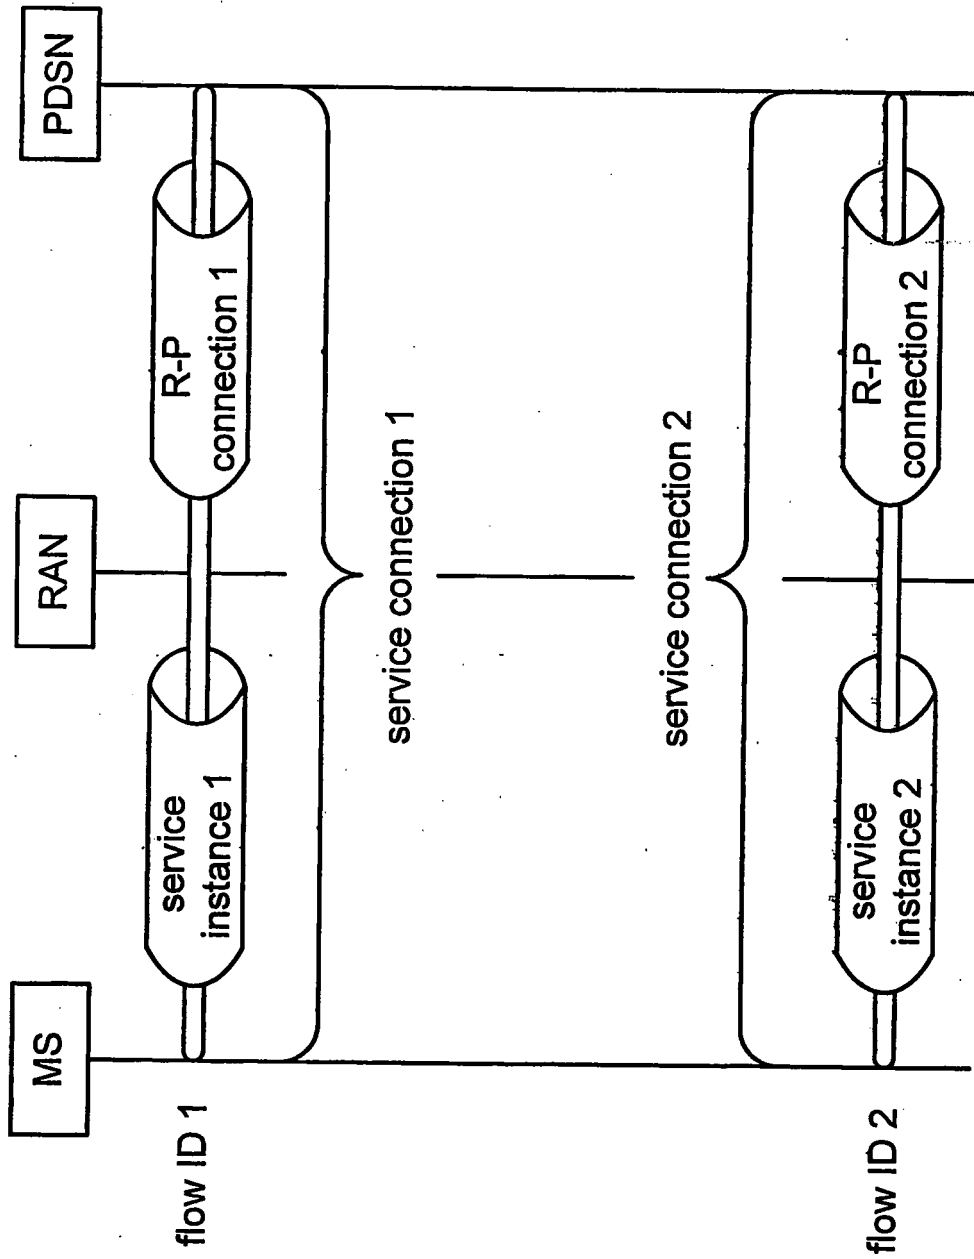 MS
RAN
PDSN
flow ID 1
service
instance 1
R-P
connection 1
service connection 1
service connection 2
flow ID 2
service
instance 2
R-P
connection 2